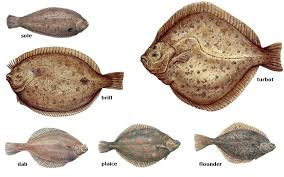 sole
turbot
brill
dab
plaice
flounder